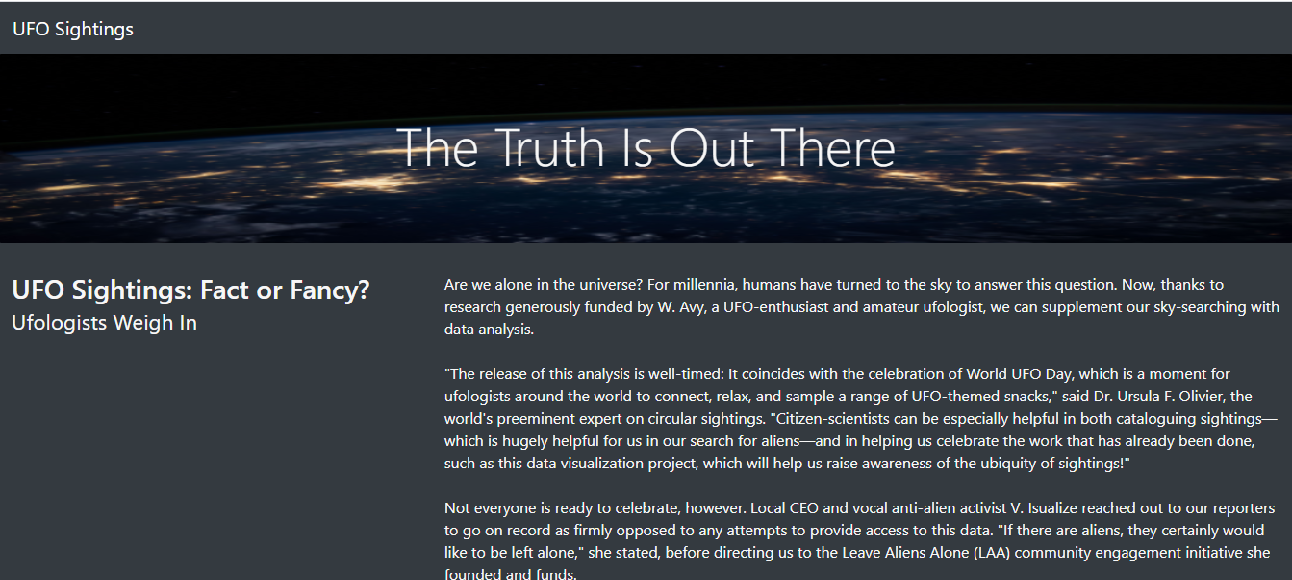 UFO Sightings
The Truth Is Out There
UFO Sightings: Fact or Fancy?
Ufologists Weigh In
Are we alone in the universe? For millennia, humans have turned to the sky to answer this question. Now, thanks to
research generously funded by W. Avy, a UFO-enthusiast and amateur ufologist, we can supplement our sky-searching with
data analysis.
"The release of this analysis is well-timed: It coincides with the celebration of World UFO Day, which is a moment for
ufologists around the world to connect, relax, and sample a range of UFO-themed snacks," said Dr. Ursula F. Olivier, the
world's preeminent expert on circular sightings. "Citizen-scientists can be especially helpful in both cataloguing sightings—
which is hugely helpful for us in our search for aliens—and in helping us celebrate the work that has already been done,
such as this data visualization project, which will help us raise awareness of the ubiquity of sightings!"
Not everyone is ready to celebrate, however. Local CEO and vocal anti-alien activist V. Isualize reached out to our reporters
to go on record as firmly opposed to any attempts to provide access to this data. "If there are aliens, they certainly would
like to be left alone," she stated, before directing us to the Leave Aliens Alone (LAA) community engagement initiative she
founded and funds.